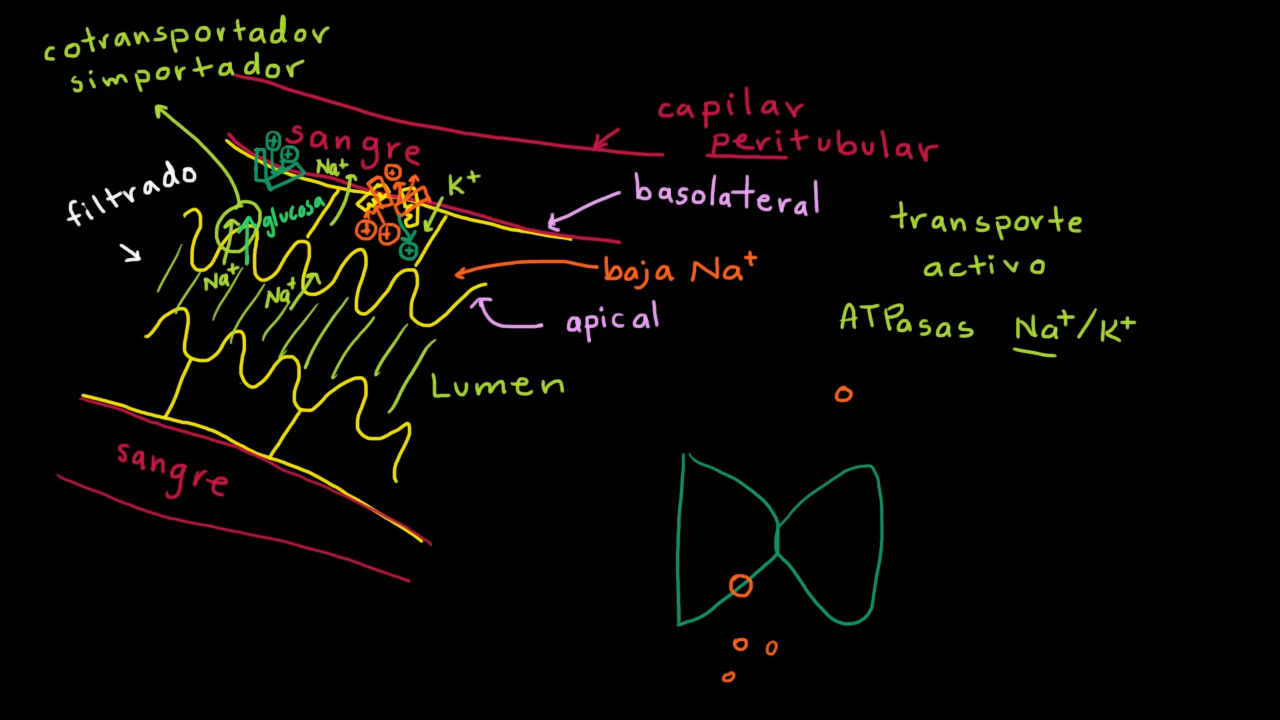 cotransportador
simportador
capilar
peritubular
sangre
Na⁺
K⁺
filtrado
glucosa
basolateral
transporte
activo
Na⁺
Na⁺
baja Na⁺
apical
ATPasas Na⁺/K⁺
Lumen
sangre